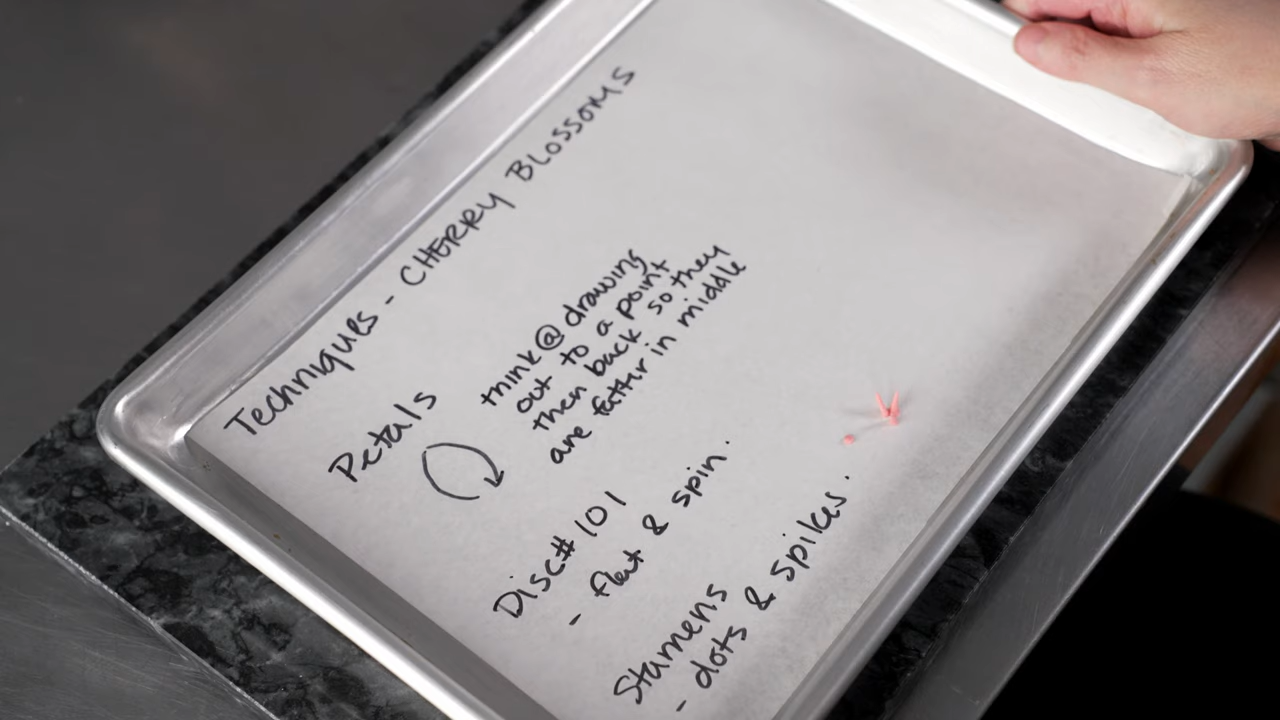 Techniques - CHERRY BLOSSOMS
Petals
think @ drawing
out to a point
then back so they
are fatter in middle
Disc# 101
- flat & spin.
Stamens
- dots & spikes.